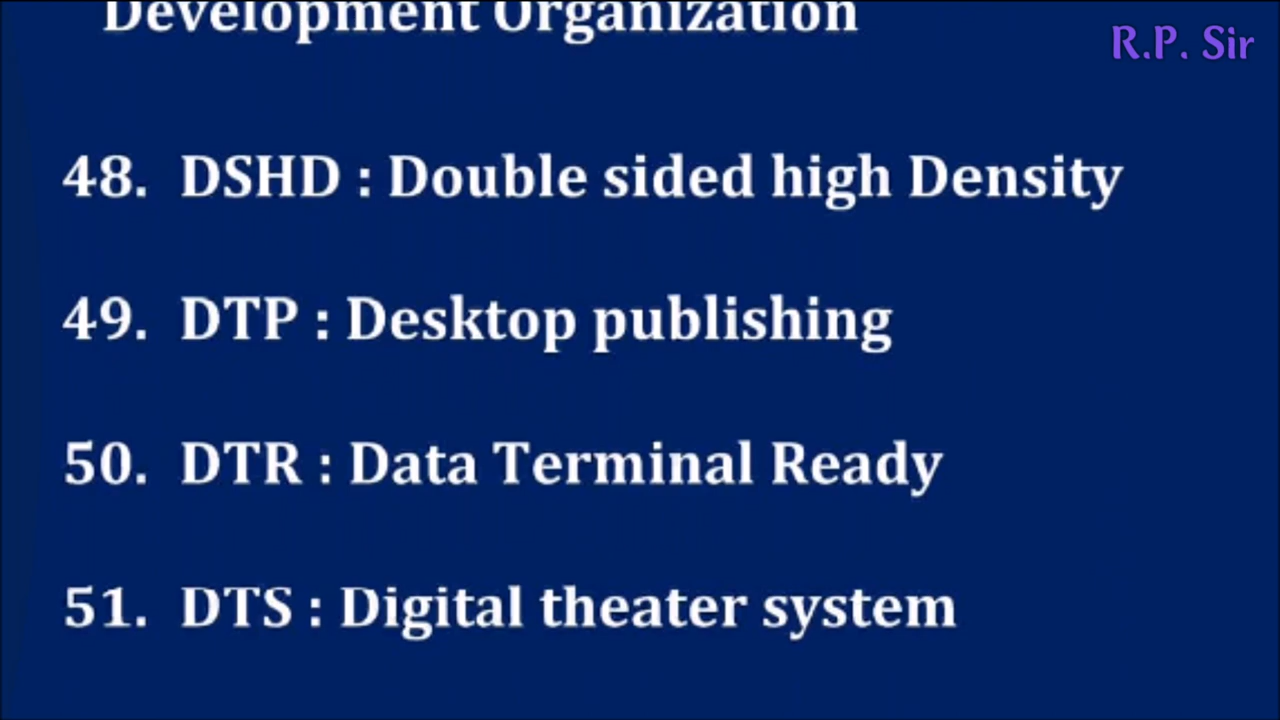 Development Organization
R.P. Sir
48. DSHD : Double sided high Density
49. DTP : Desktop publishing
50. DTR : Data Terminal Ready
51. DTS : Digital theater system